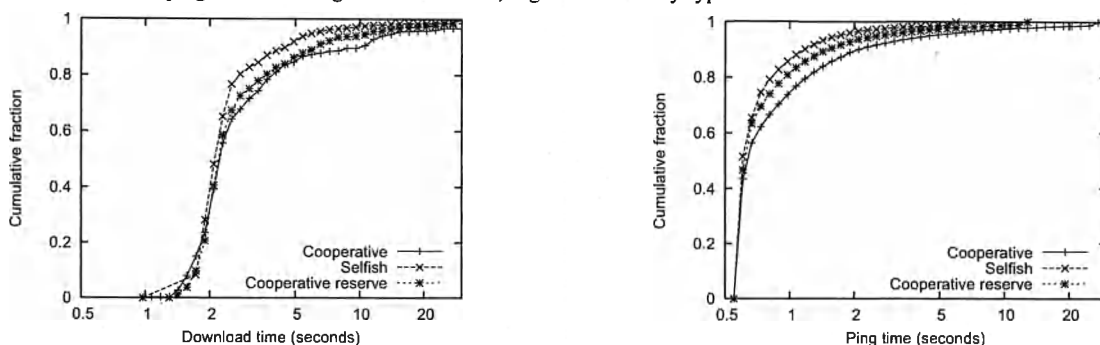 1
0.8
0.6
0.4
0.2
0
0.5 1 2 5 10 20
Cumulative fraction
Download time (seconds)
Cooperative
Selfish
Cooperative reserve
1
0.8
0.6
0.4
0.2
0
0.5 1 2 5 10 20
Cumulative fraction
Ping time (seconds)
Cooperative
Selfish
Cooperative reserve